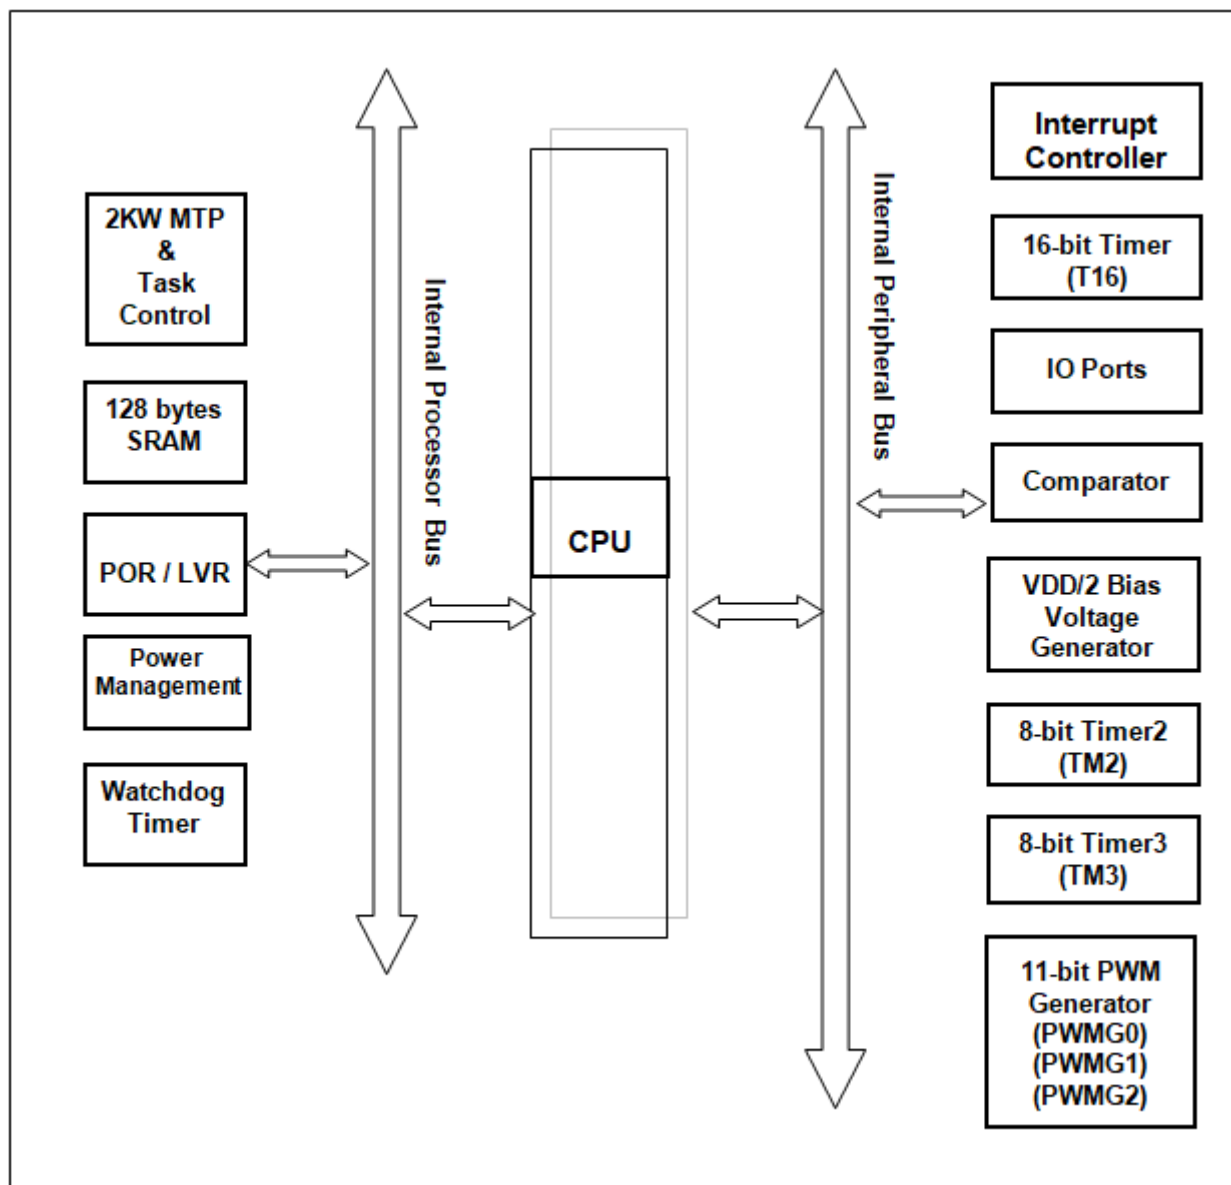 2KW MTP
&
Task
Control
128 bytes
SRAM
POR / LVR
Power
Management
Watchdog
Timer
Internal Processor Bus
CPU
Internal Peripheral Bus
Interrupt
Controller
16-bit Timer
(T16)
IO Ports
Comparator
VDD/2 Bias
Voltage
Generator
8-bit Timer2
(TM2)
8-bit Timer3
(TM3)
11-bit PWM
Generator
(PWMG0)
(PWMG1)
(PWMG2)